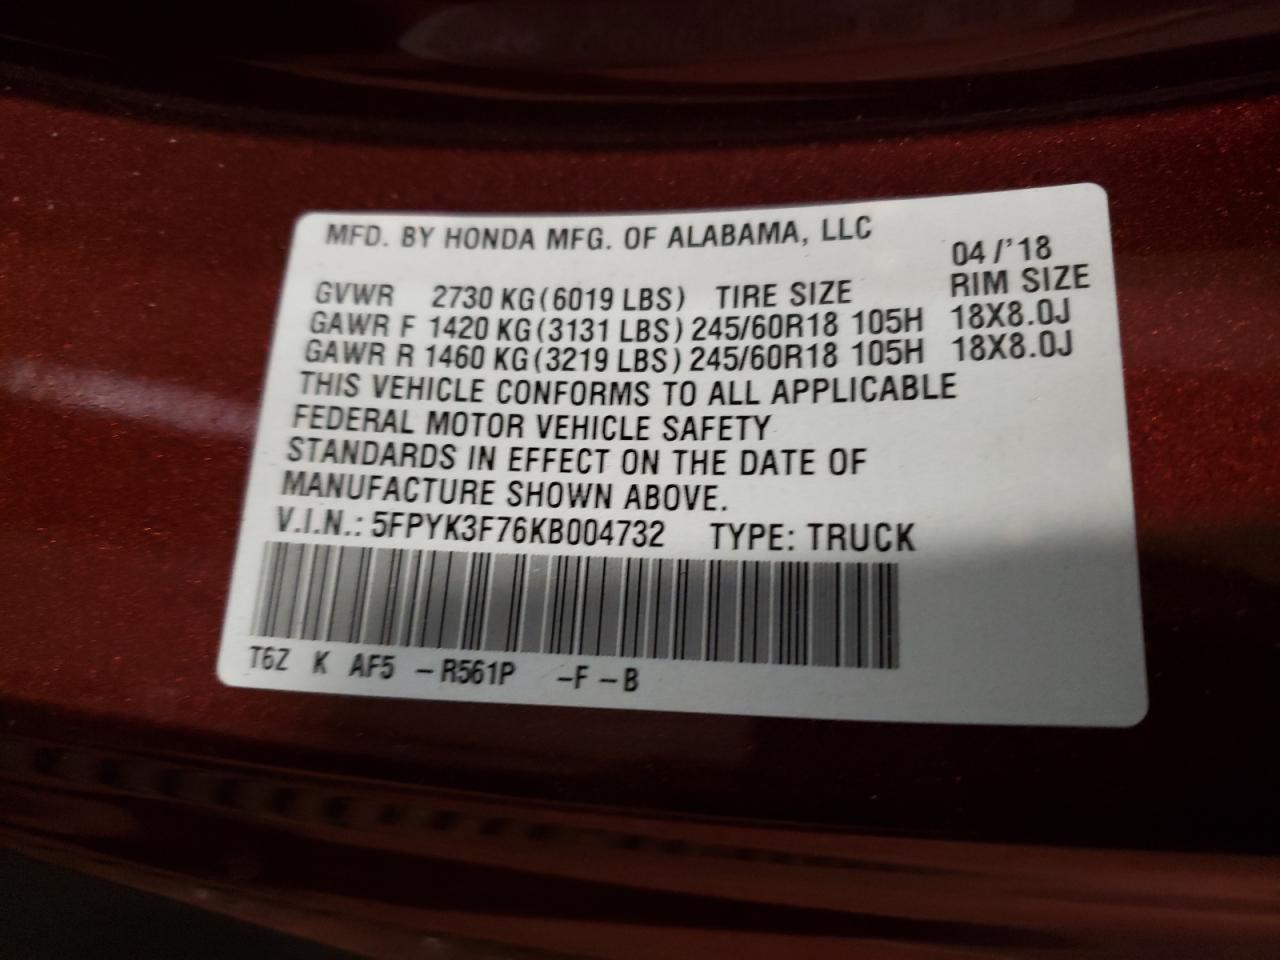 MFD. BY HONDA MFG. OF ALABAMA, LLC
04/'18
GVWR 2730 KG(6019 LBS) TIRE SIZE RIM SIZE
GAWR F 1420 KG(3131 LBS) 245/60R18 105H 18X8.0J
GAWR R 1460 KG(3219 LBS) 245/60R18 105H 18X8.0J
THIS VEHICLE CONFORMS TO ALL APPLICABLE
FEDERAL MOTOR VEHICLE SAFETY
STANDARDS IN EFFECT ON THE DATE OF
MANUFACTURE SHOWN ABOVE.
V.I.N.: 5FPYK3F76KB004732 TYPE: TRUCK
T6Z K AF5 -R561P -F-B